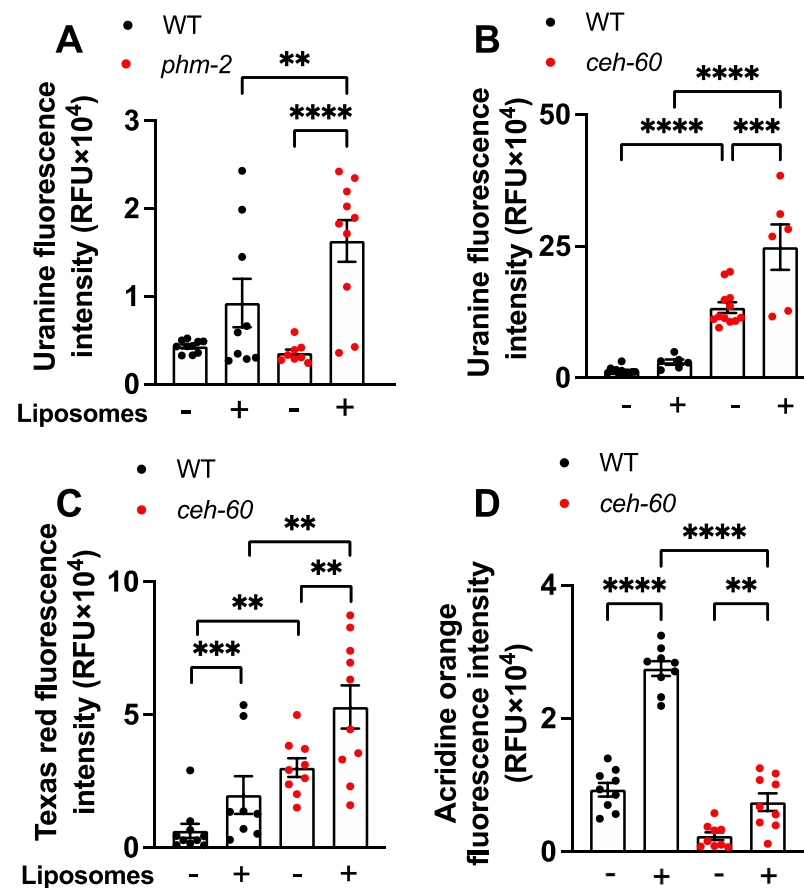 A
WT
phm-2
Uranine fluorescence
intensity (RFU×10⁴)
**
****
3
2
1
0
Liposomes - + - +
B
WT
ceh-60
Uranine fluorescence
intensity (RFU×10⁴)
****
**** ***
50
25
0
- + - +
C
WT
ceh-60
Texas red fluorescence
intensity (RFU×10⁴)
**
**
**
***
10
5
0
Liposomes - + - +
D
WT
ceh-60
Acridine orange
fluorescence intensity
(RFU×10⁴)
****
**** **
4
2
0
- + - +